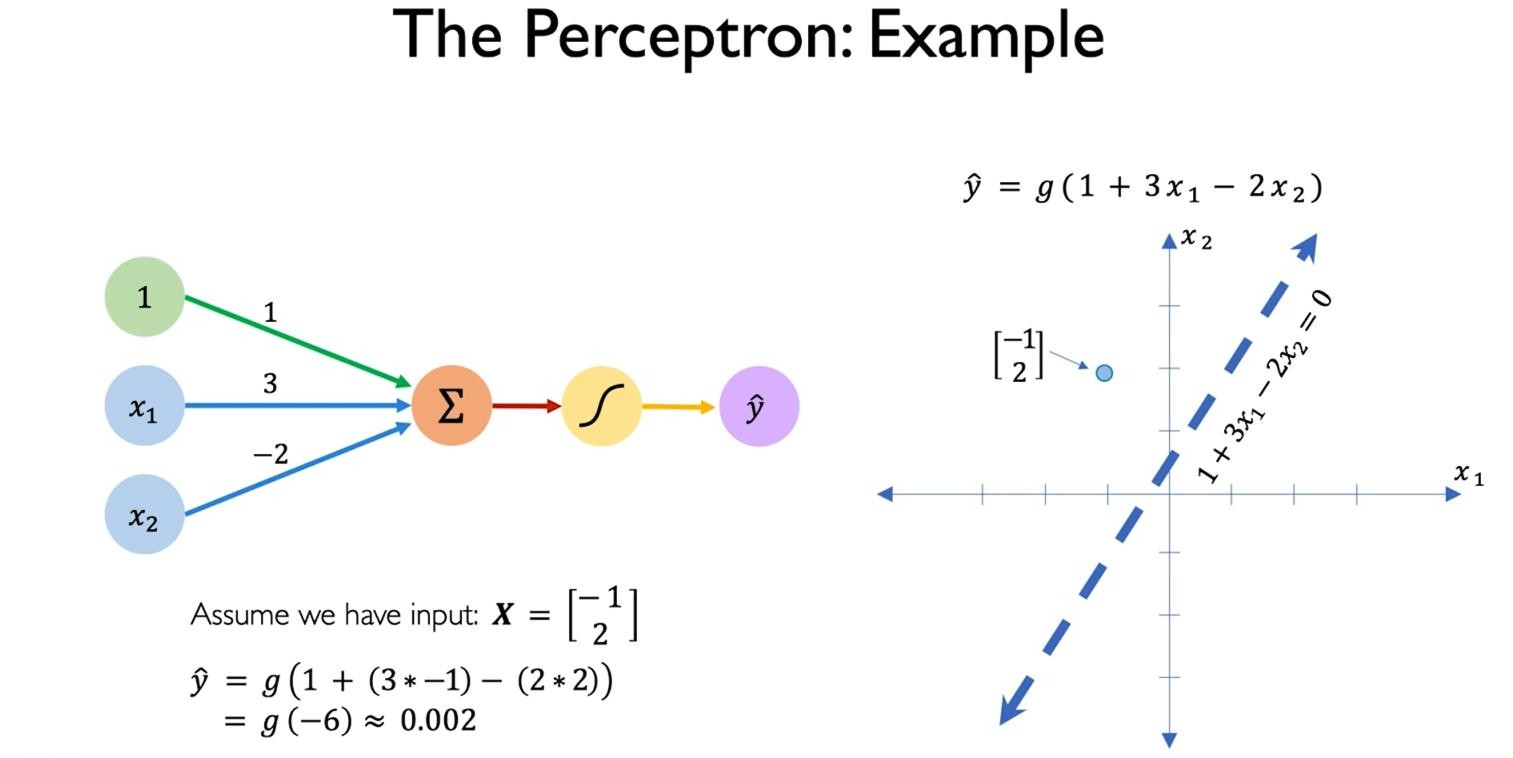 The Perceptron: Example
1
x₁
x₂
1
3
−2
Σ
∫
ŷ
Assume we have input: X = [−1
2]
ŷ = g(1 + (3 * −1) − (2 * 2))
= g(−6) ≈ 0.002
ŷ = g(1 + 3x₁ − 2x₂)
x₂
[−1
2]
1 + 3x₁ − 2x₂ = 0
x₁